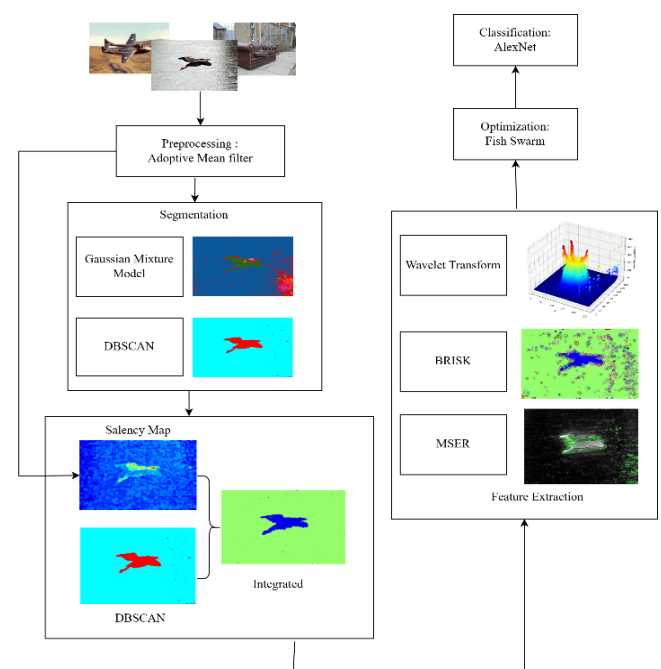 Preprocessing :
Adoptive Mean filter
Segmentation
Gaussian Mixture
Model
DBSCAN
Salency Map
Integrated
DBSCAN
Classification:
AlexNet
Optimization:
Fish Swarm
Wavelet Transform
BRISK
MSER
Feature Extraction